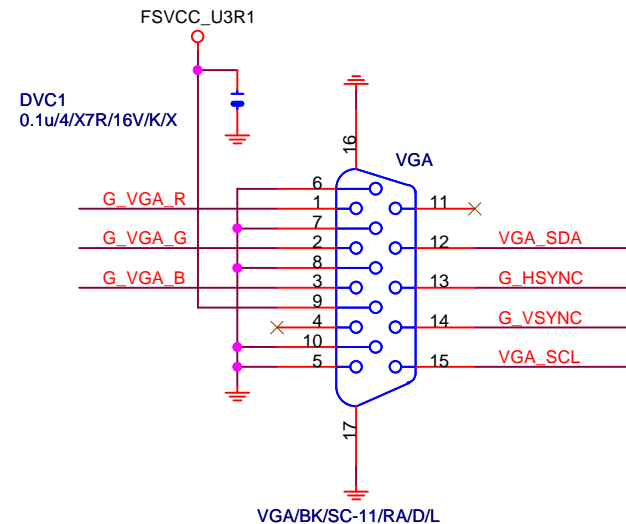 FSVCC_U3R1
DVC1
0.1u/4/X7R/16V/K/X
16
VGA
6
G_VGA_R 1 11
7
G_VGA_G 2 12 VGA_SDA
8
G_VGA_B 3 13 G_HSYNC
9
4 14 G_VSYNC
10
5 15 VGA_SCL
17
VGA/BK/SC-11/RA/D/L